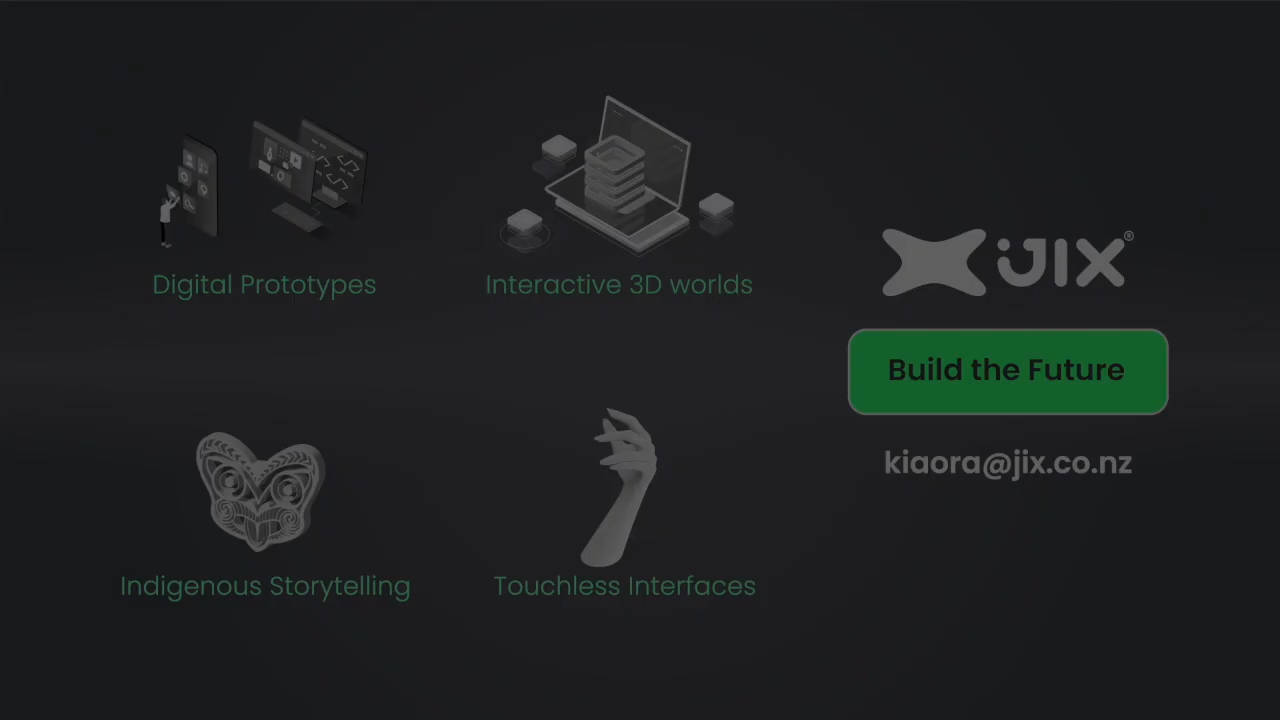 Digital Prototypes
Interactive 3D worlds
Indigenous Storytelling
Touchless Interfaces
JIX®
Build the Future
kiaora@jix.co.nz